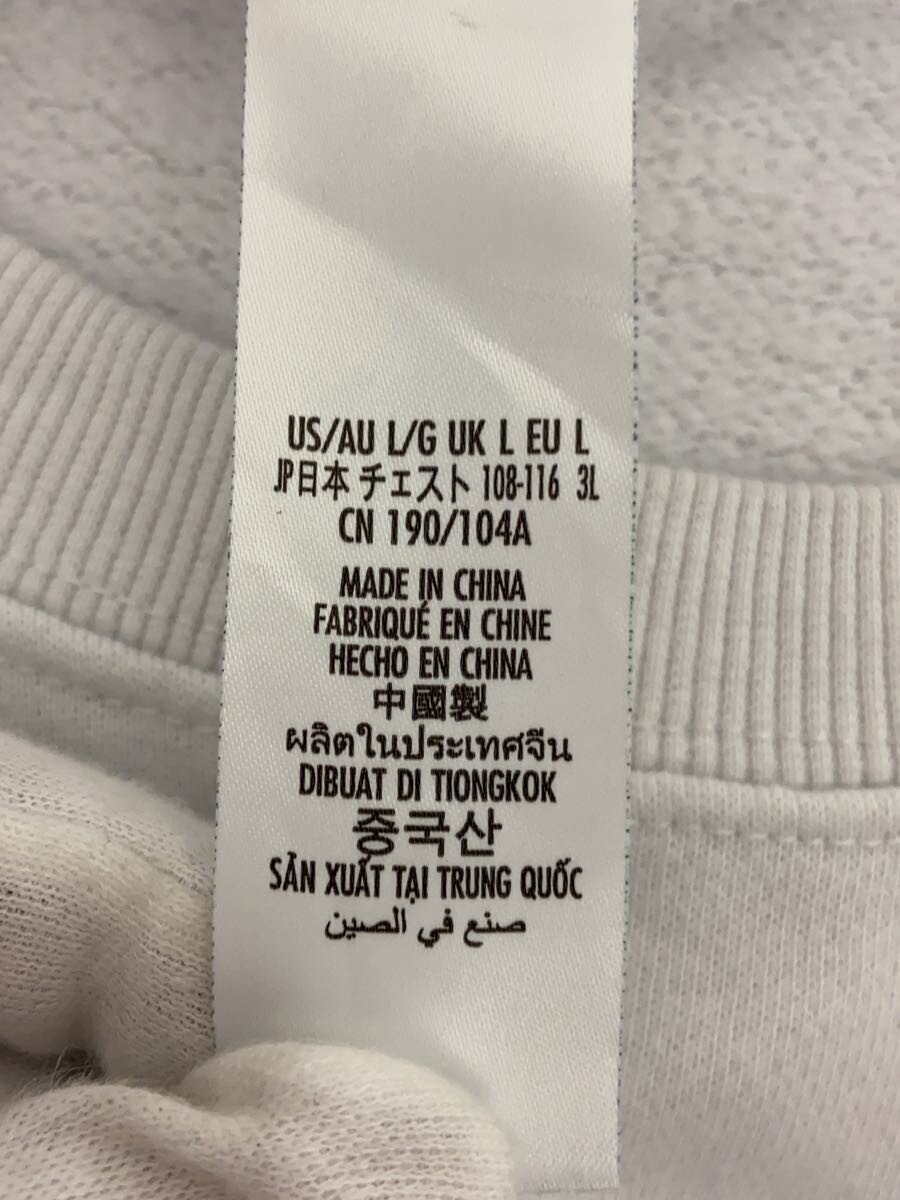 US/AU L/G UK L EU L
JP日本 チェスト 108-116 3L
CN 190/104A
MADE IN CHINA
FABRIQUÉ EN CHINE
HECHO EN CHINA
中國製
ผลิตในประเทศจีน
DIBUAT DI TIONGKOK
중국산
SẢN XUẤT TẠI TRUNG QUỐC
صنع في الصين